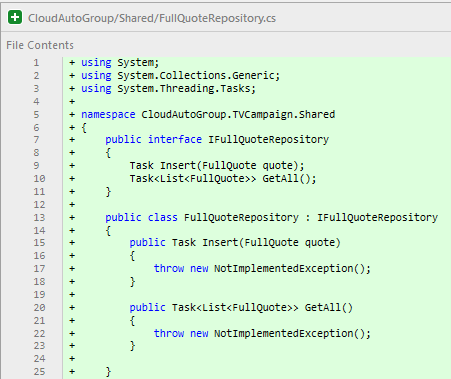 CloudAutoGroup/Shared/FullQuoteRepository.cs
File Contents
1 + using System;
2 + using System.Collections.Generic;
3 + using System.Threading.Tasks;
4 +
5 + namespace CloudAutoGroup.TVCampaign.Shared
6 + {
7 +     public interface IFullQuoteRepository
8 +     {
9 +         Task Insert(FullQuote quote);
10 +         Task<List<FullQuote>> GetAll();
11 +     }
12 +
13 +     public class FullQuoteRepository : IFullQuoteRepository
14 +     {
15 +         public Task Insert(FullQuote quote)
16 +         {
17 +             throw new NotImplementedException();
18 +         }
19 +
20 +         public Task<List<FullQuote>> GetAll()
21 +         {
22 +             throw new NotImplementedException();
23 +         }
24 +
25 +     }